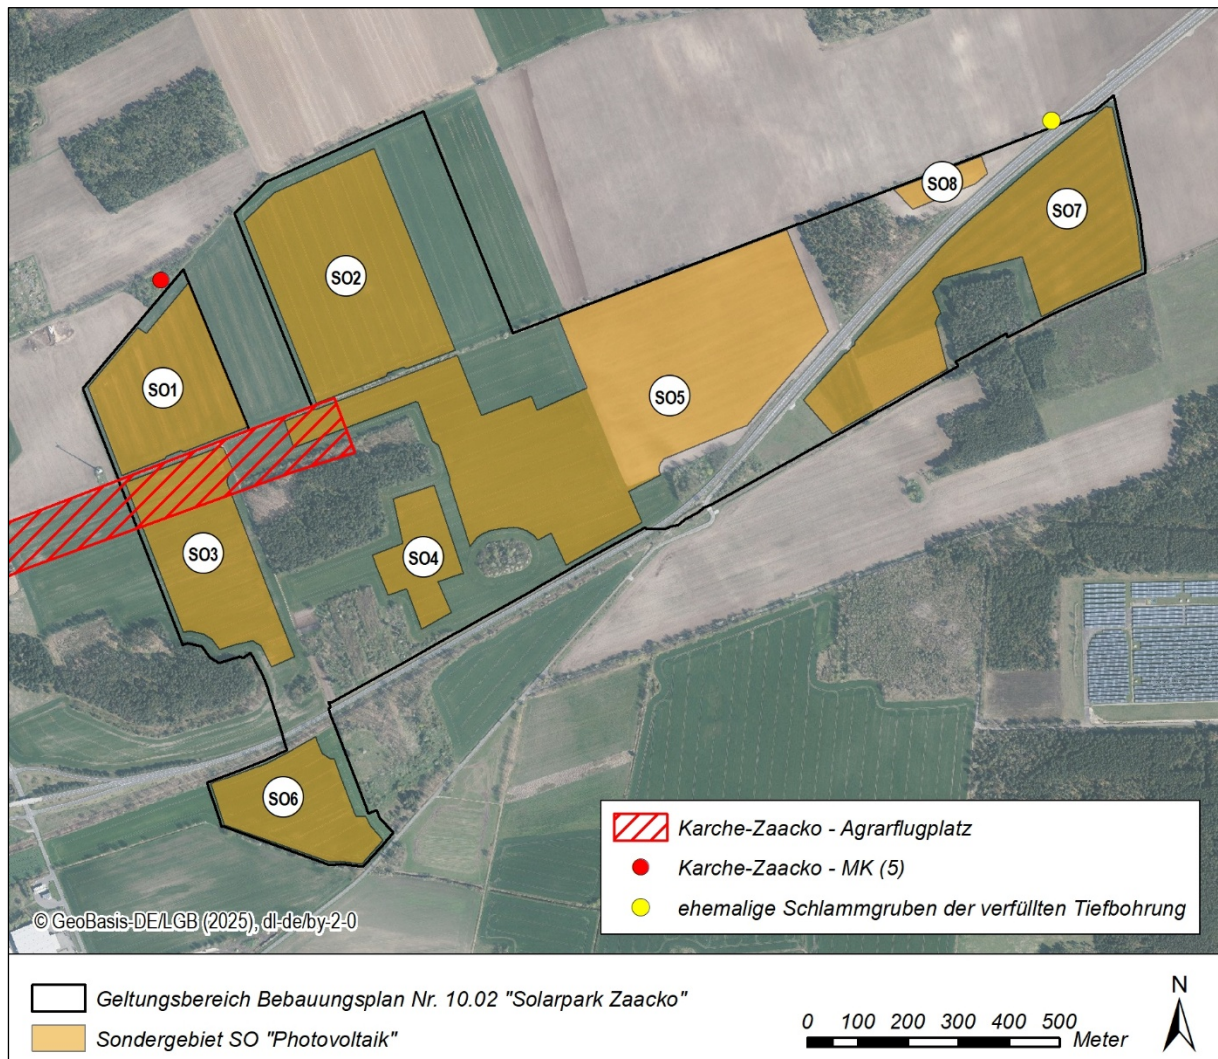 SO8
SO7
SO2
SO1
SO5
SO3
SO4
SO6
Karche-Zaacko - Agrarflugplatz
Karche-Zaacko - MK (5)
ehemalige Schlammgruben der verfüllten Tiefbohrung
© GeoBasis-DE/LGB (2025), dl-de/by-2-0
Geltungsbereich Bebauungsplan Nr. 10.02 "Solarpark Zaacko"
Sondergebiet SO "Photovoltaik"
0 100 200 300 400 500 Meter
N